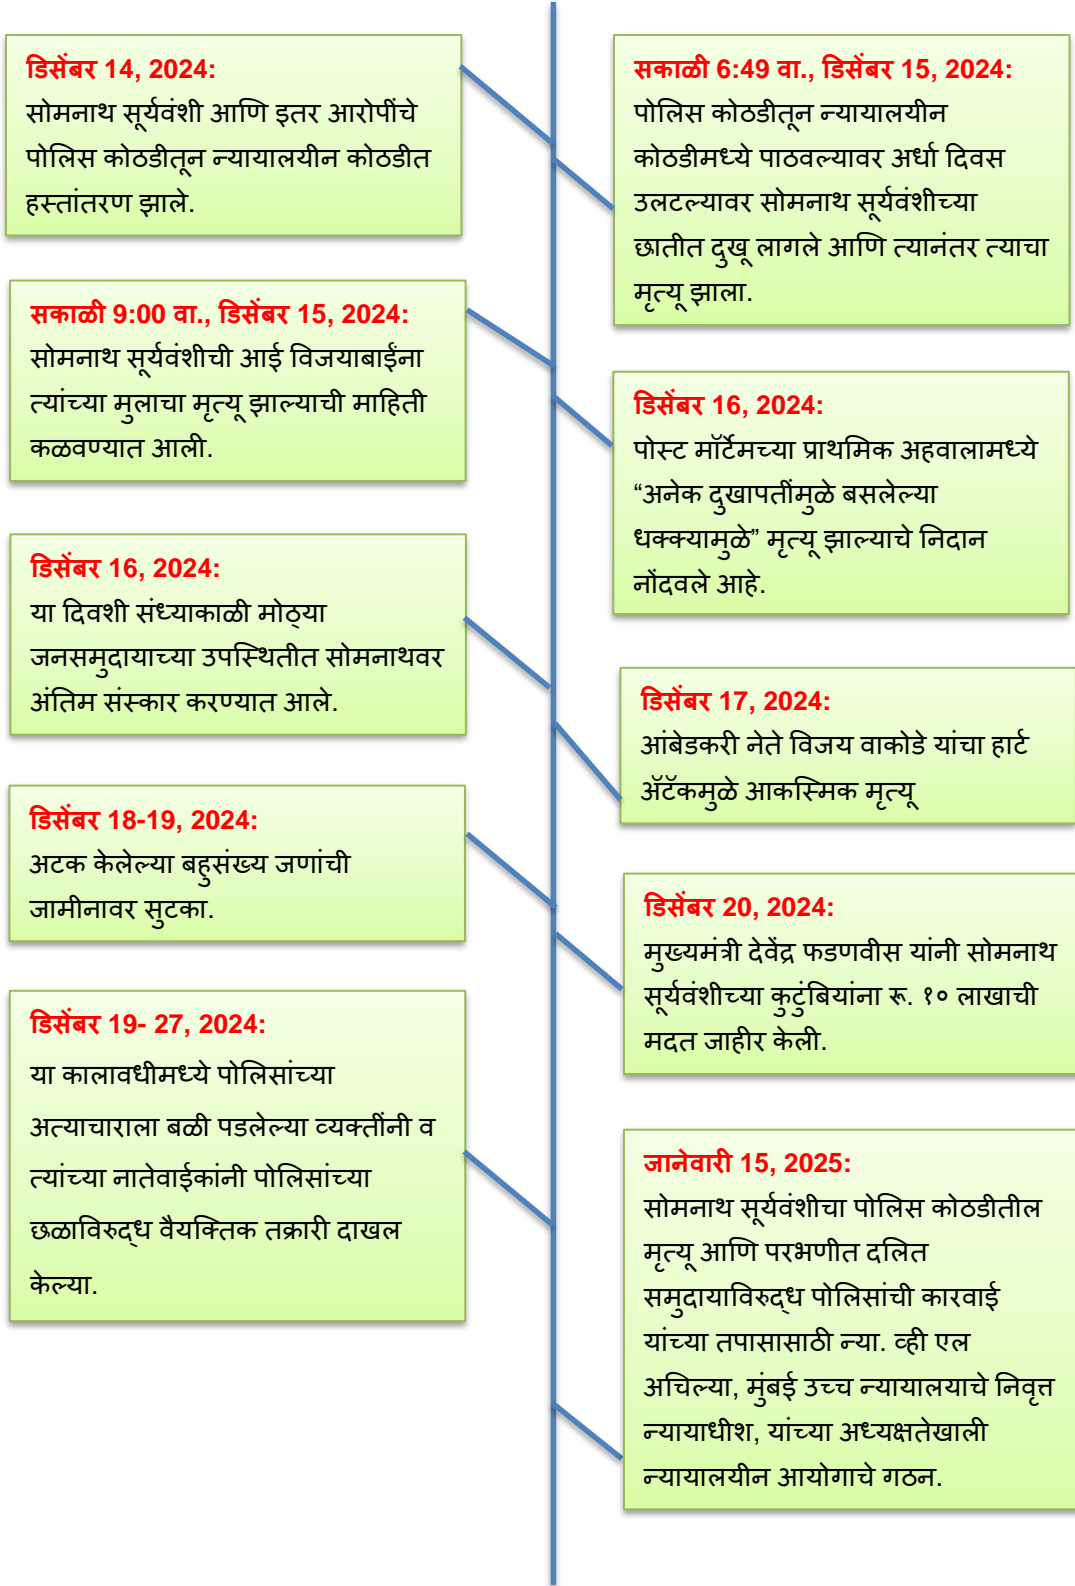 डिसेंबर 14, 2024:
सोमनाथ सूर्यवंशी आणि इतर आरोपींचे
पोलिस कोठडीतून न्यायालयीन कोठडीत
हस्तांतरण झाले.
सकाळी 6:49 वा., डिसेंबर 15, 2024:
पोलिस कोठडीतून न्यायालयीन
कोठडीमध्ये पाठवल्यावर अर्धा दिवस
उलटल्यावर सोमनाथ सूर्यवंशीच्या
छातीत दुखू लागले आणि त्यानंतर त्याचा
मृत्यू झाला.
सकाळी 9:00 वा., डिसेंबर 15, 2024:
सोमनाथ सूर्यवंशीची आई विजयाबाईंना
त्यांच्या मुलाचा मृत्यू झाल्याची माहिती
कळवण्यात आली.
डिसेंबर 16, 2024:
पोस्ट मॉर्टेमच्या प्राथमिक अहवालामध्ये
“अनेक दुखापतींमुळे बसलेल्या
धक्क्यामुळे” मृत्यू झाल्याचे निदान
नोंदवले आहे.
डिसेंबर 16, 2024:
या दिवशी संध्याकाळी मोठ्या
जनसमुदायाच्या उपस्थितीत सोमनाथवर
अंतिम संस्कार करण्यात आले.
डिसेंबर 17, 2024:
आंबेडकरी नेते विजय वाकोडे यांचा हार्ट
ॲटॅकमुळे आकस्मिक मृत्यू
डिसेंबर 18-19, 2024:
अटक केलेल्या बहुसंख्य जणांची
जामीनावर सुटका.
डिसेंबर 20, 2024:
मुख्यमंत्री देवेंद्र फडणवीस यांनी सोमनाथ
सूर्यवंशीच्या कुटुंबियांना रू. १० लाखाची
मदत जाहीर केली.
डिसेंबर 19- 27, 2024:
या कालावधीमध्ये पोलिसांच्या
अत्याचाराला बळी पडलेल्या व्यक्तींनी व
त्यांच्या नातेवाईकांनी पोलिसांच्या
छळाविरुद्ध वैयक्तिक तक्रारी दाखल
केल्या.
जानेवारी 15, 2025:
सोमनाथ सूर्यवंशीचा पोलिस कोठडीतील
मृत्यू आणि परभणीत दलित
समुदायाविरुद्ध पोलिसांची कारवाई
यांच्या तपासासाठी न्या. व्ही एल
अचिल्या, मुंबई उच्च न्यायालयाचे निवृत्त
न्यायाधीश, यांच्या अध्यक्षतेखाली
न्यायालयीन आयोगाचे गठन.